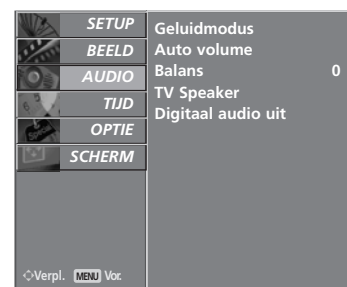 SETUP
BEELD
AUDIO
TIJD
OPTIE
SCHERM
Verpl. MENU Vor.
Geluidmodus
Auto volume
Balans 0
TV Speaker
Digitaal audio uit